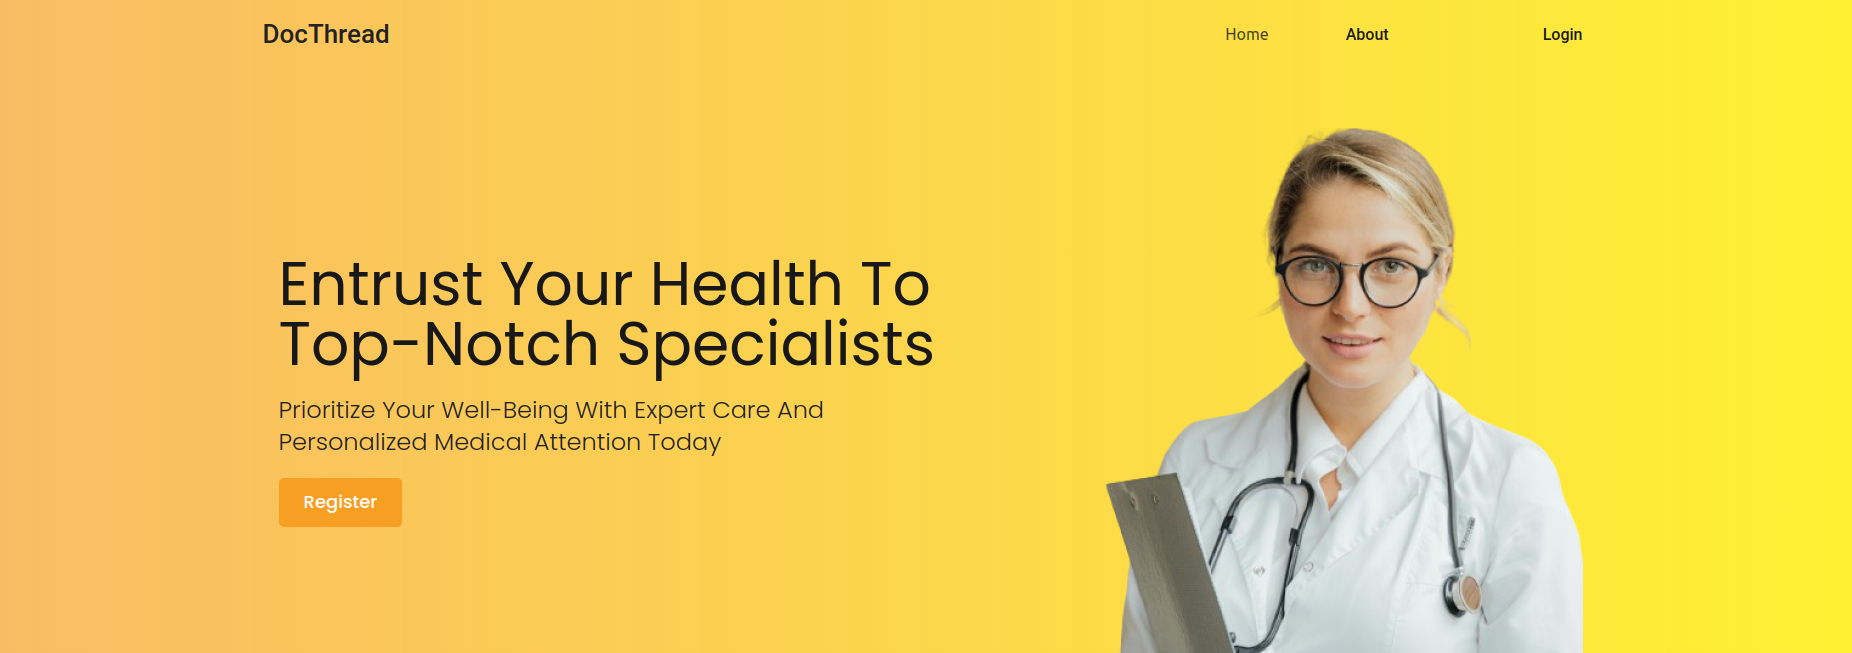 DocThread
Home
About
Login
Entrust Your Health To
Top-Notch Specialists
Prioritize Your Well-Being With Expert Care And
Personalized Medical Attention Today
Register